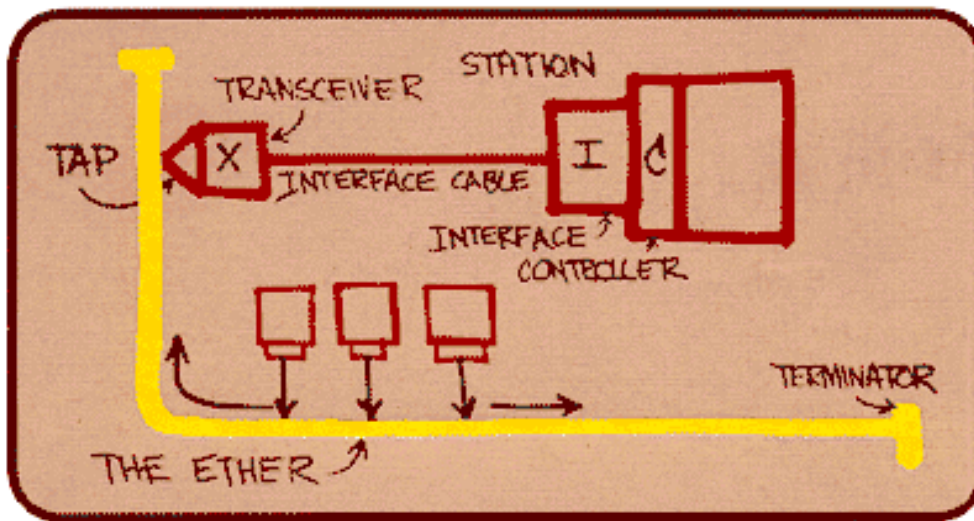 STATION
TRANSCEIVER
TAP
X
I
C
INTERFACE CABLE
INTERFACE
CONTROLLER
TERMINATOR
THE ETHER